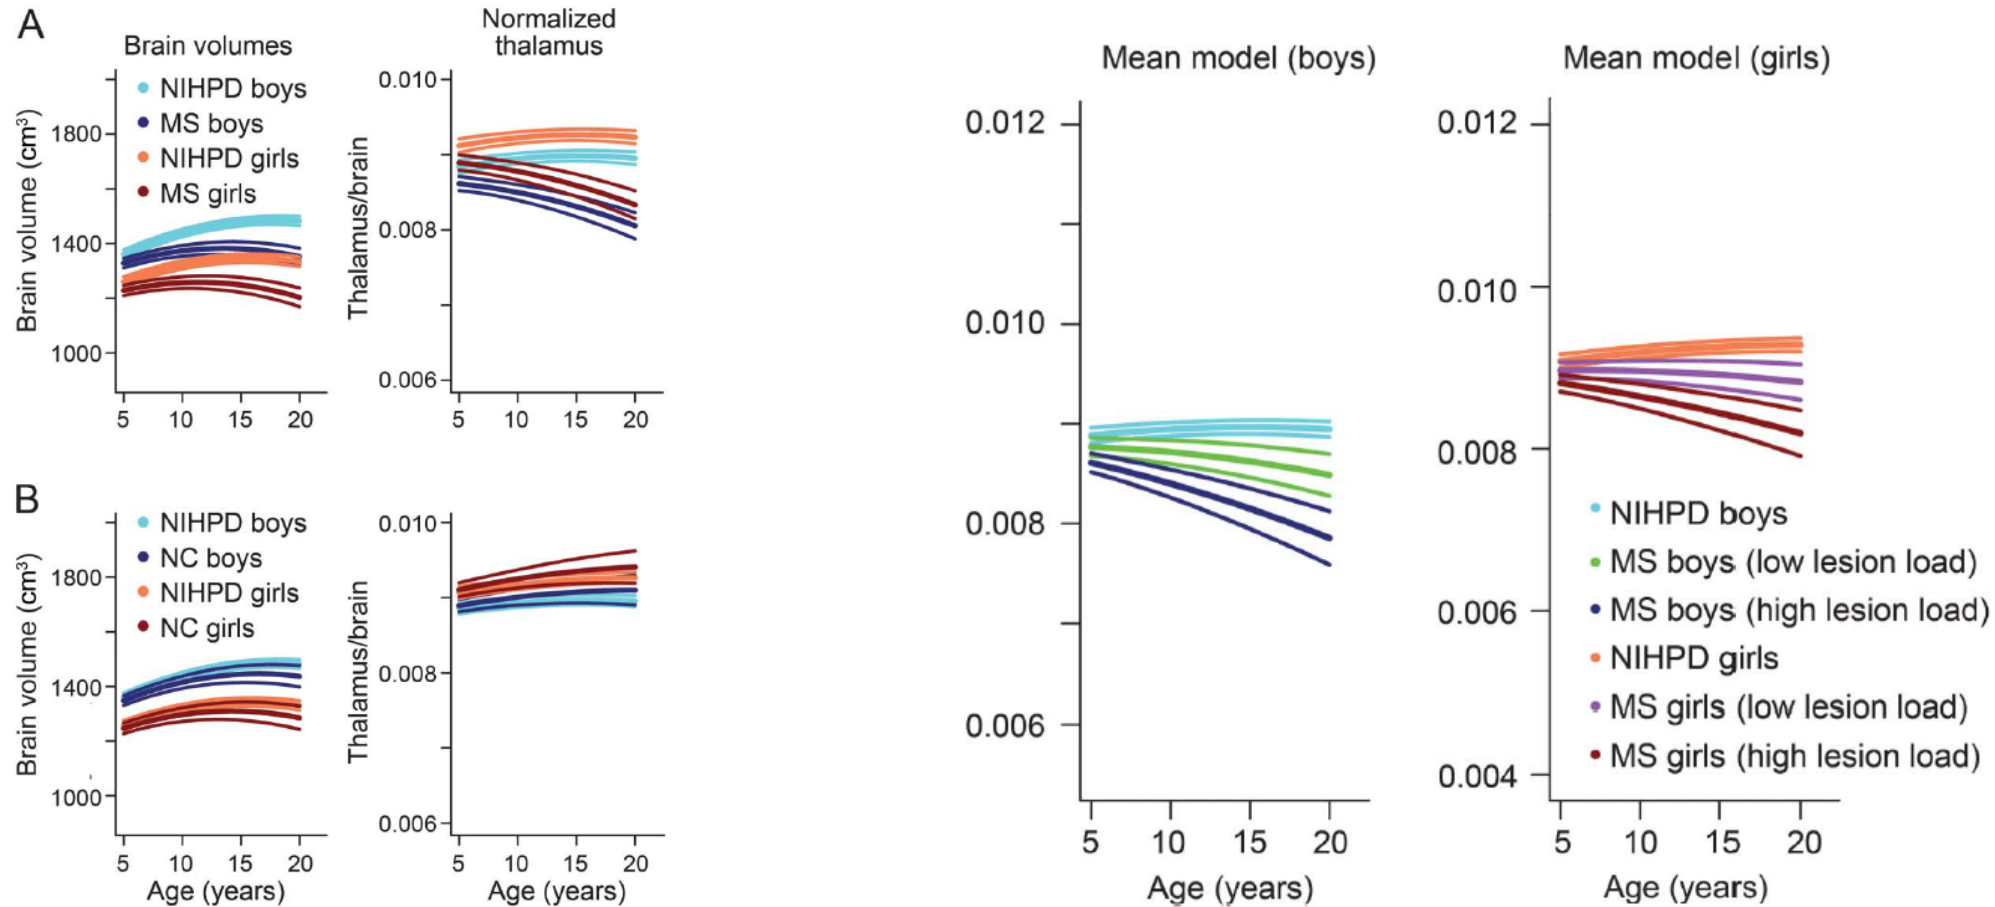 A
Brain volumes
Brain volume (cm³)
1800
1400
1000
NIHPD boys
MS boys
NIHPD girls
MS girls
5 10 15 20
Normalized
thalamus
Thalamus/brain
0.010
0.008
0.006
5 10 15 20
B
Brain volume (cm³)
1800
1400
1000
NIHPD boys
NC boys
NIHPD girls
NC girls
5 10 15 20
Age (years)
Thalamus/brain
0.010
0.008
0.006
5 10 15 20
Age (years)
Mean model (boys)
0.012
0.010
0.008
0.006
5 10 15 20
Age (years)
Mean model (girls)
0.012
0.010
0.008
0.006
0.004
NIHPD boys
MS boys (low lesion load)
MS boys (high lesion load)
NIHPD girls
MS girls (low lesion load)
MS girls (high lesion load)
5 10 15 20
Age (years)